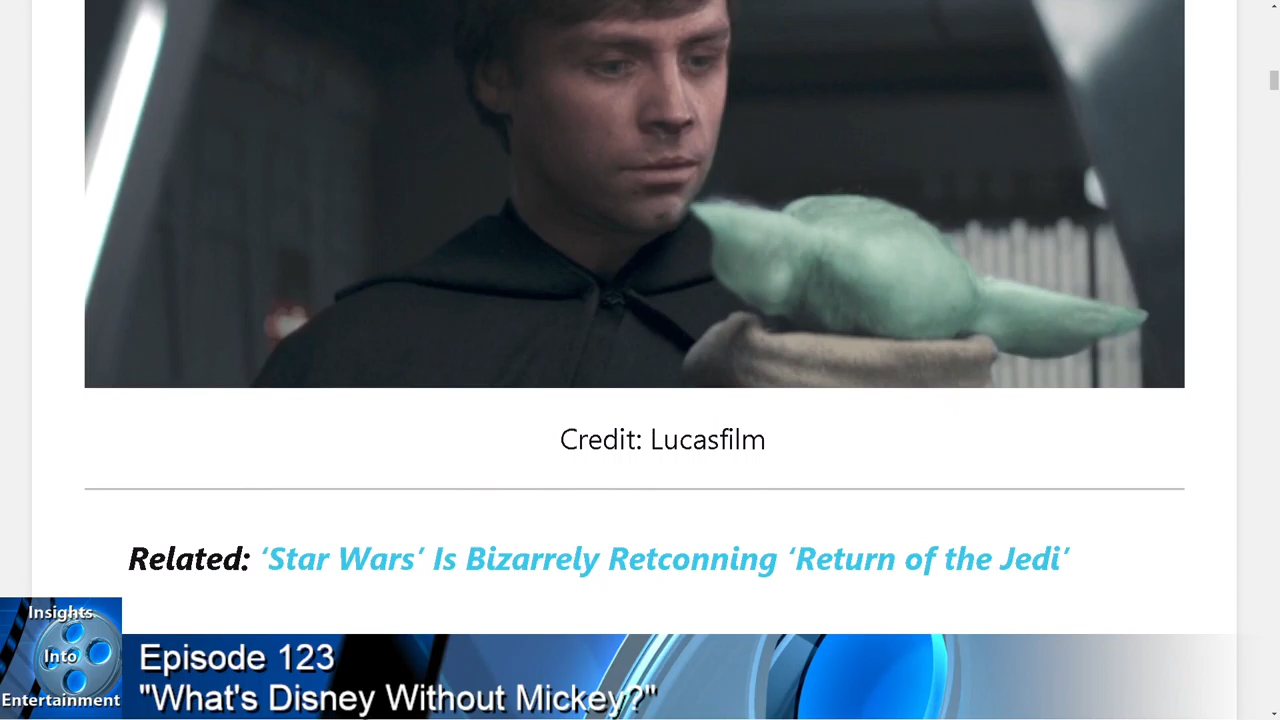 Credit: Lucasfilm
Related: ‘Star Wars’ Is Bizarrely Retconning ‘Return of the Jedi’
Insights
Into
Entertainment
Episode 123
"What's Disney Without Mickey?"